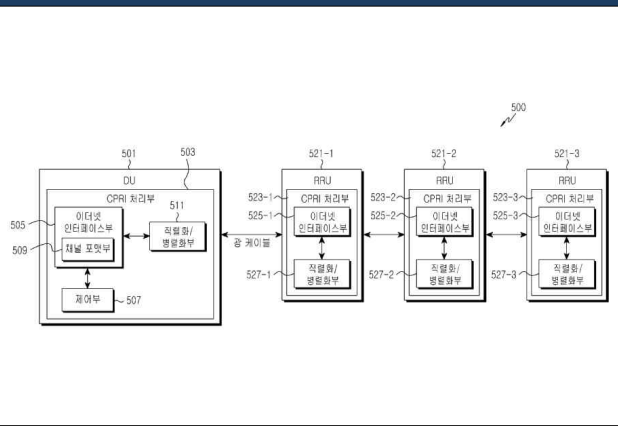 500
501
503
521-1
521-2
521-3
DU
RRU
RRU
RRU
CPRI 처리부
523-1
CPRI 처리부
523-2
CPRI 처리부
523-3
CPRI 처리부
505
이더넷
인터페이스부
511
직렬화/
병렬화부
525-1
이더넷
인터페이스부
525-2
이더넷
인터페이스부
525-3
이더넷
인터페이스부
509
채널 포맷부
광 케이블
527-1
직렬화/
병렬화부
527-2
직렬화/
병렬화부
527-3
직렬화/
병렬화부
제어부
507